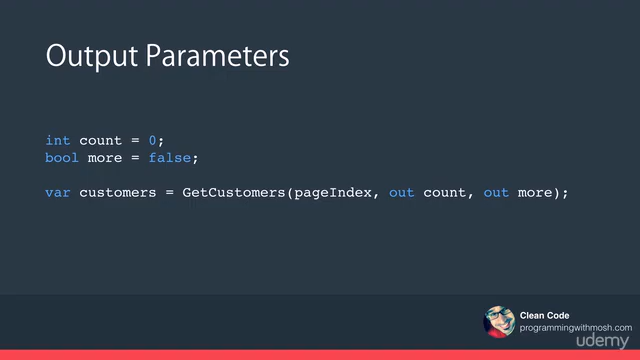 Output Parameters
int count = 0;
bool more = false;
var customers = GetCustomers(pageIndex, out count, out more);
Clean Code
programmingwithmosh.com
udemy